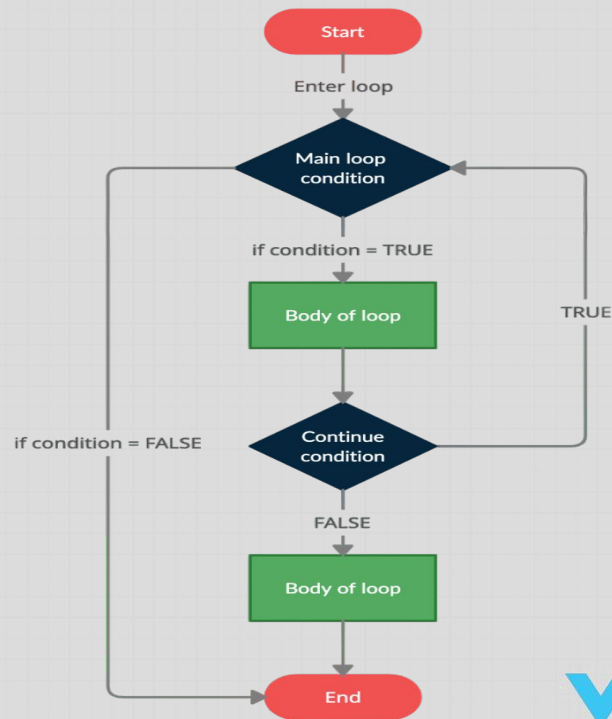 Start
Enter loop
Main loop
condition
if condition = TRUE
Body of loop
TRUE
Continue
condition
if condition = FALSE
FALSE
Body of loop
End